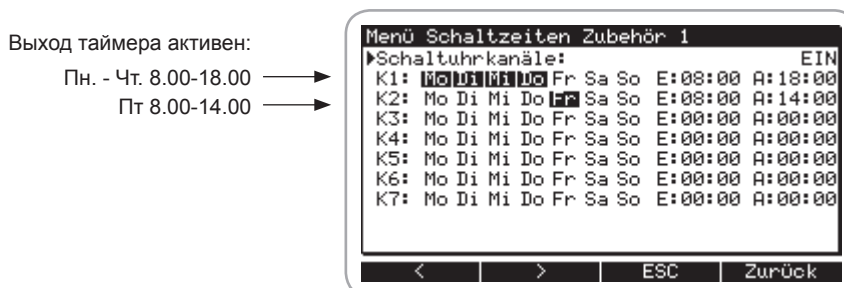 Выход таймера активен:
Пн. - Чт. 8.00-18.00
Пт 8.00-14.00
Menü Schaltzeiten Zubehör 1
▶Schaltuhrkanäle: EIN
K1: Mo Di Mi Do Fr Sa So E:08:00 A:18:00
K2: Mo Di Mi Do Fr Sa So E:08:00 A:14:00
K3: Mo Di Mi Do Fr Sa So E:00:00 A:00:00
K4: Mo Di Mi Do Fr Sa So E:00:00 A:00:00
K5: Mo Di Mi Do Fr Sa So E:00:00 A:00:00
K6: Mo Di Mi Do Fr Sa So E:00:00 A:00:00
K7: Mo Di Mi Do Fr Sa So E:00:00 A:00:00
< > ESC Zurück